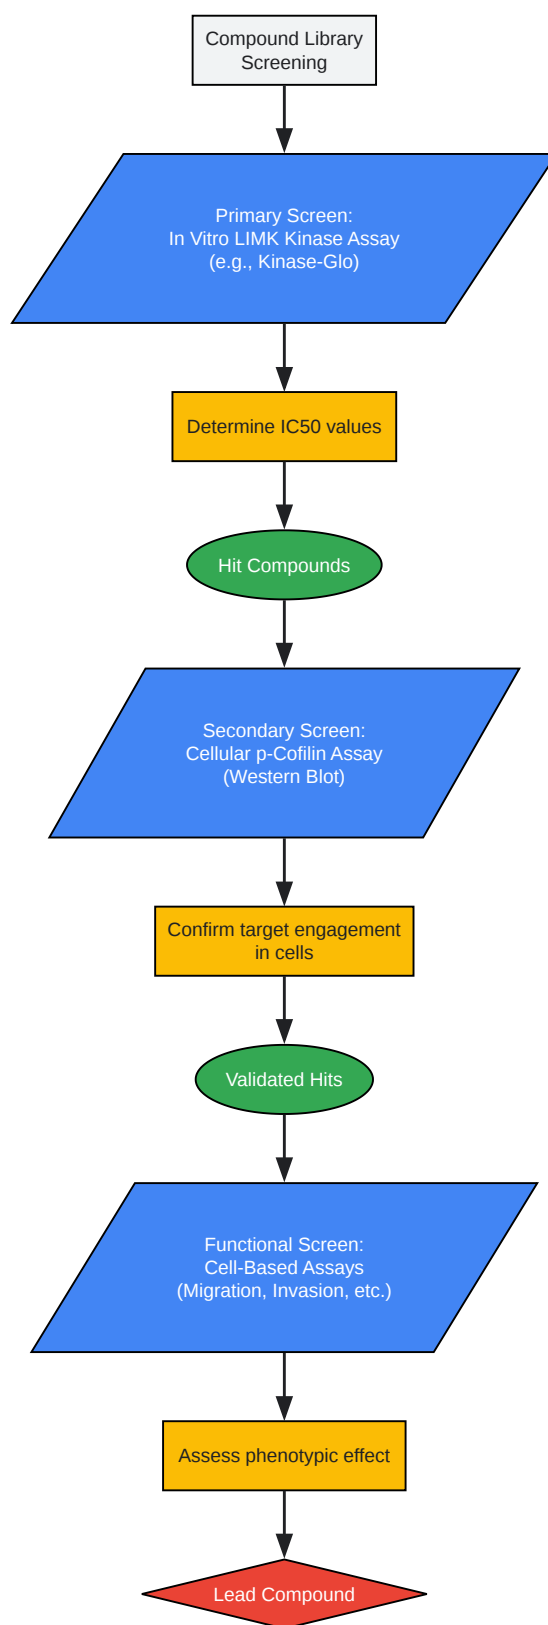 Compound Library
Screening
Primary Screen:
In Vitro LIMK Kinase Assay
(e.g., Kinase-Glo)
Determine IC50 values
Hit Compounds
Secondary Screen:
Cellular p-Cofilin Assay
(Western Blot)
Confirm target engagement
in cells
Validated Hits
Functional Screen:
Cell-Based Assays
(Migration, Invasion, etc.)
Assess phenotypic effect
Lead Compound